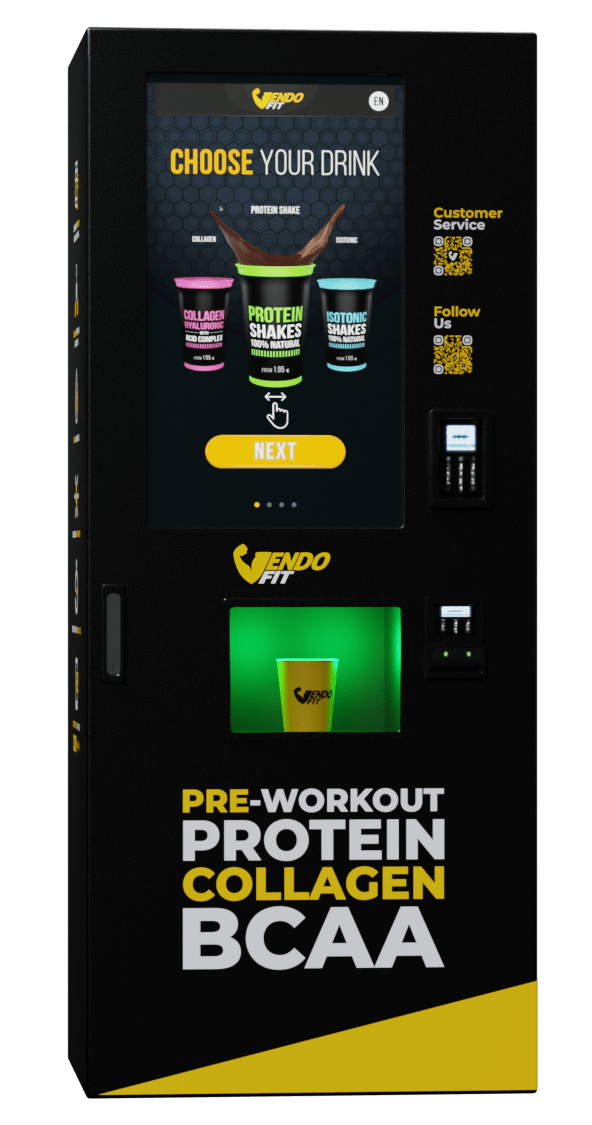 VENDO
FIT
EN
CHOOSE YOUR DRINK
PROTEIN SHAKE
COLLAGEN
ISOTONIC
COLLAGEN
HYALURONIC
WITH
ACID COMPLEX
FROM 1.95 €
PROTEIN
SHAKES
100% NATURAL
FROM 1.95 €
ISOTONIC
SHAKES
100% NATURAL
FROM 1.65 €
NEXT
Customer
Service
Follow
Us
VENDO
FIT
VENDO
FIT
PRE-WORKOUT
PROTEIN
COLLAGEN
BCAA